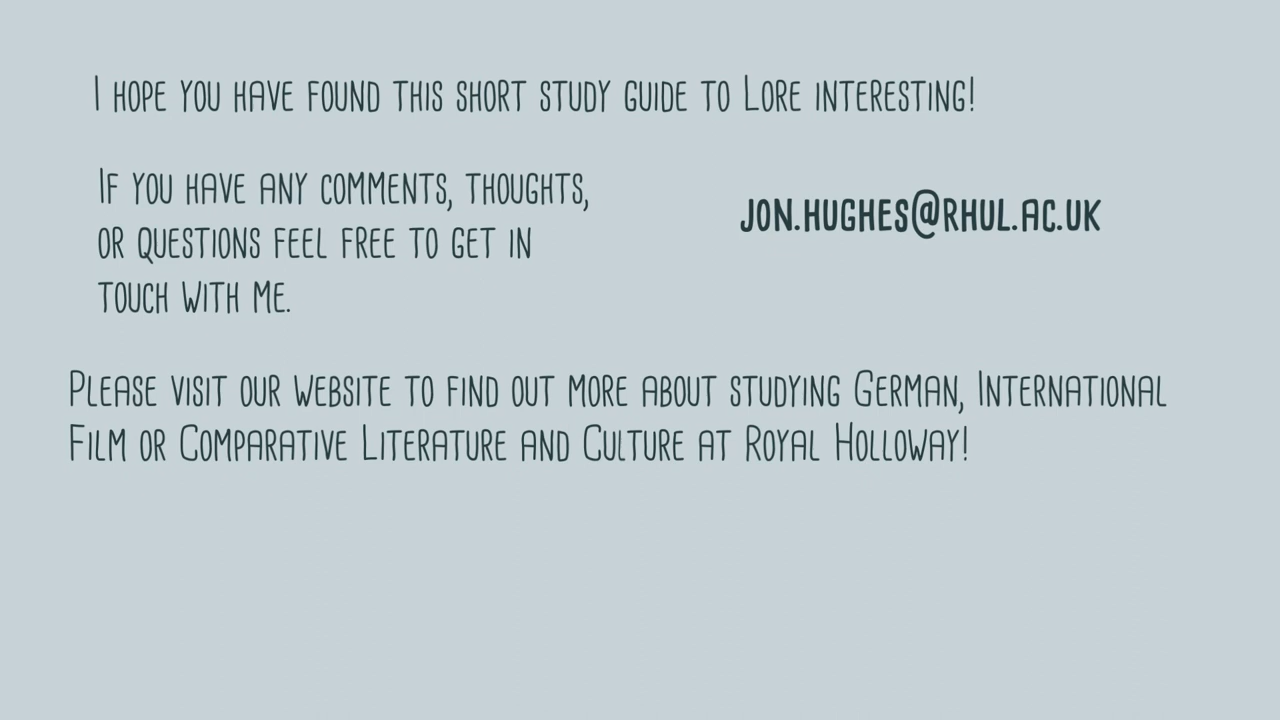 I hope you have found this short study guide to Lore interesting!
If you have any comments, thoughts,
or questions feel free to get in
touch with me.
jon.hughes@rhul.ac.uk
Please visit our website to find out more about studying German, International
Film or Comparative Literature and Culture at Royal Holloway!